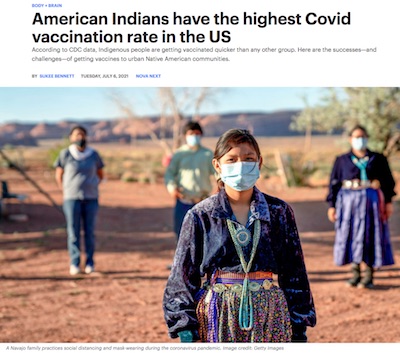 BODY + BRAIN
American Indians have the highest Covid
vaccination rate in the US
According to CDC data, Indigenous people are getting vaccinated quicker than any other group. Here are the successes—and
challenges—of getting vaccines to urban Native American communities.
BY SUKEE BENNETT TUESDAY, JULY 6, 2021 NOVA NEXT
A Navajo family practices social distancing and mask wearing during the coronavirus pandemic. Image credit: Getty Images